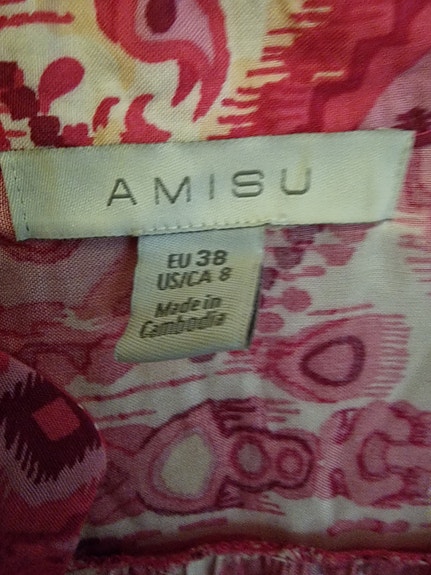 AMISU
EU 38
US/CA 8
Made in
Cambodia